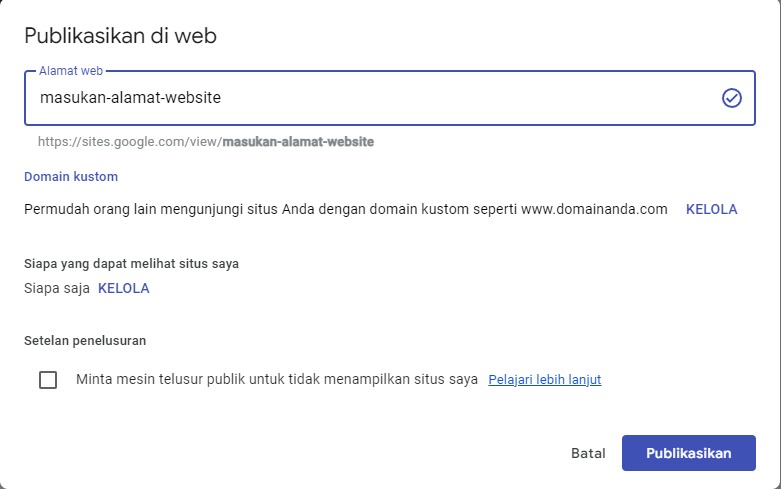 Publikasikan di web
Alamat web
masukan-alamat-website
https://sites.google.com/view/masukan-alamat-website
Domain kustom
Permudah orang lain mengunjungi situs Anda dengan domain kustom seperti www.domainanda.com KELOLA
Siapa yang dapat melihat situs saya
Siapa saja KELOLA
Setelan penelusuran
Minta mesin telusur publik untuk tidak menampilkan situs saya Pelajari lebih lanjut
Batal Publikasikan